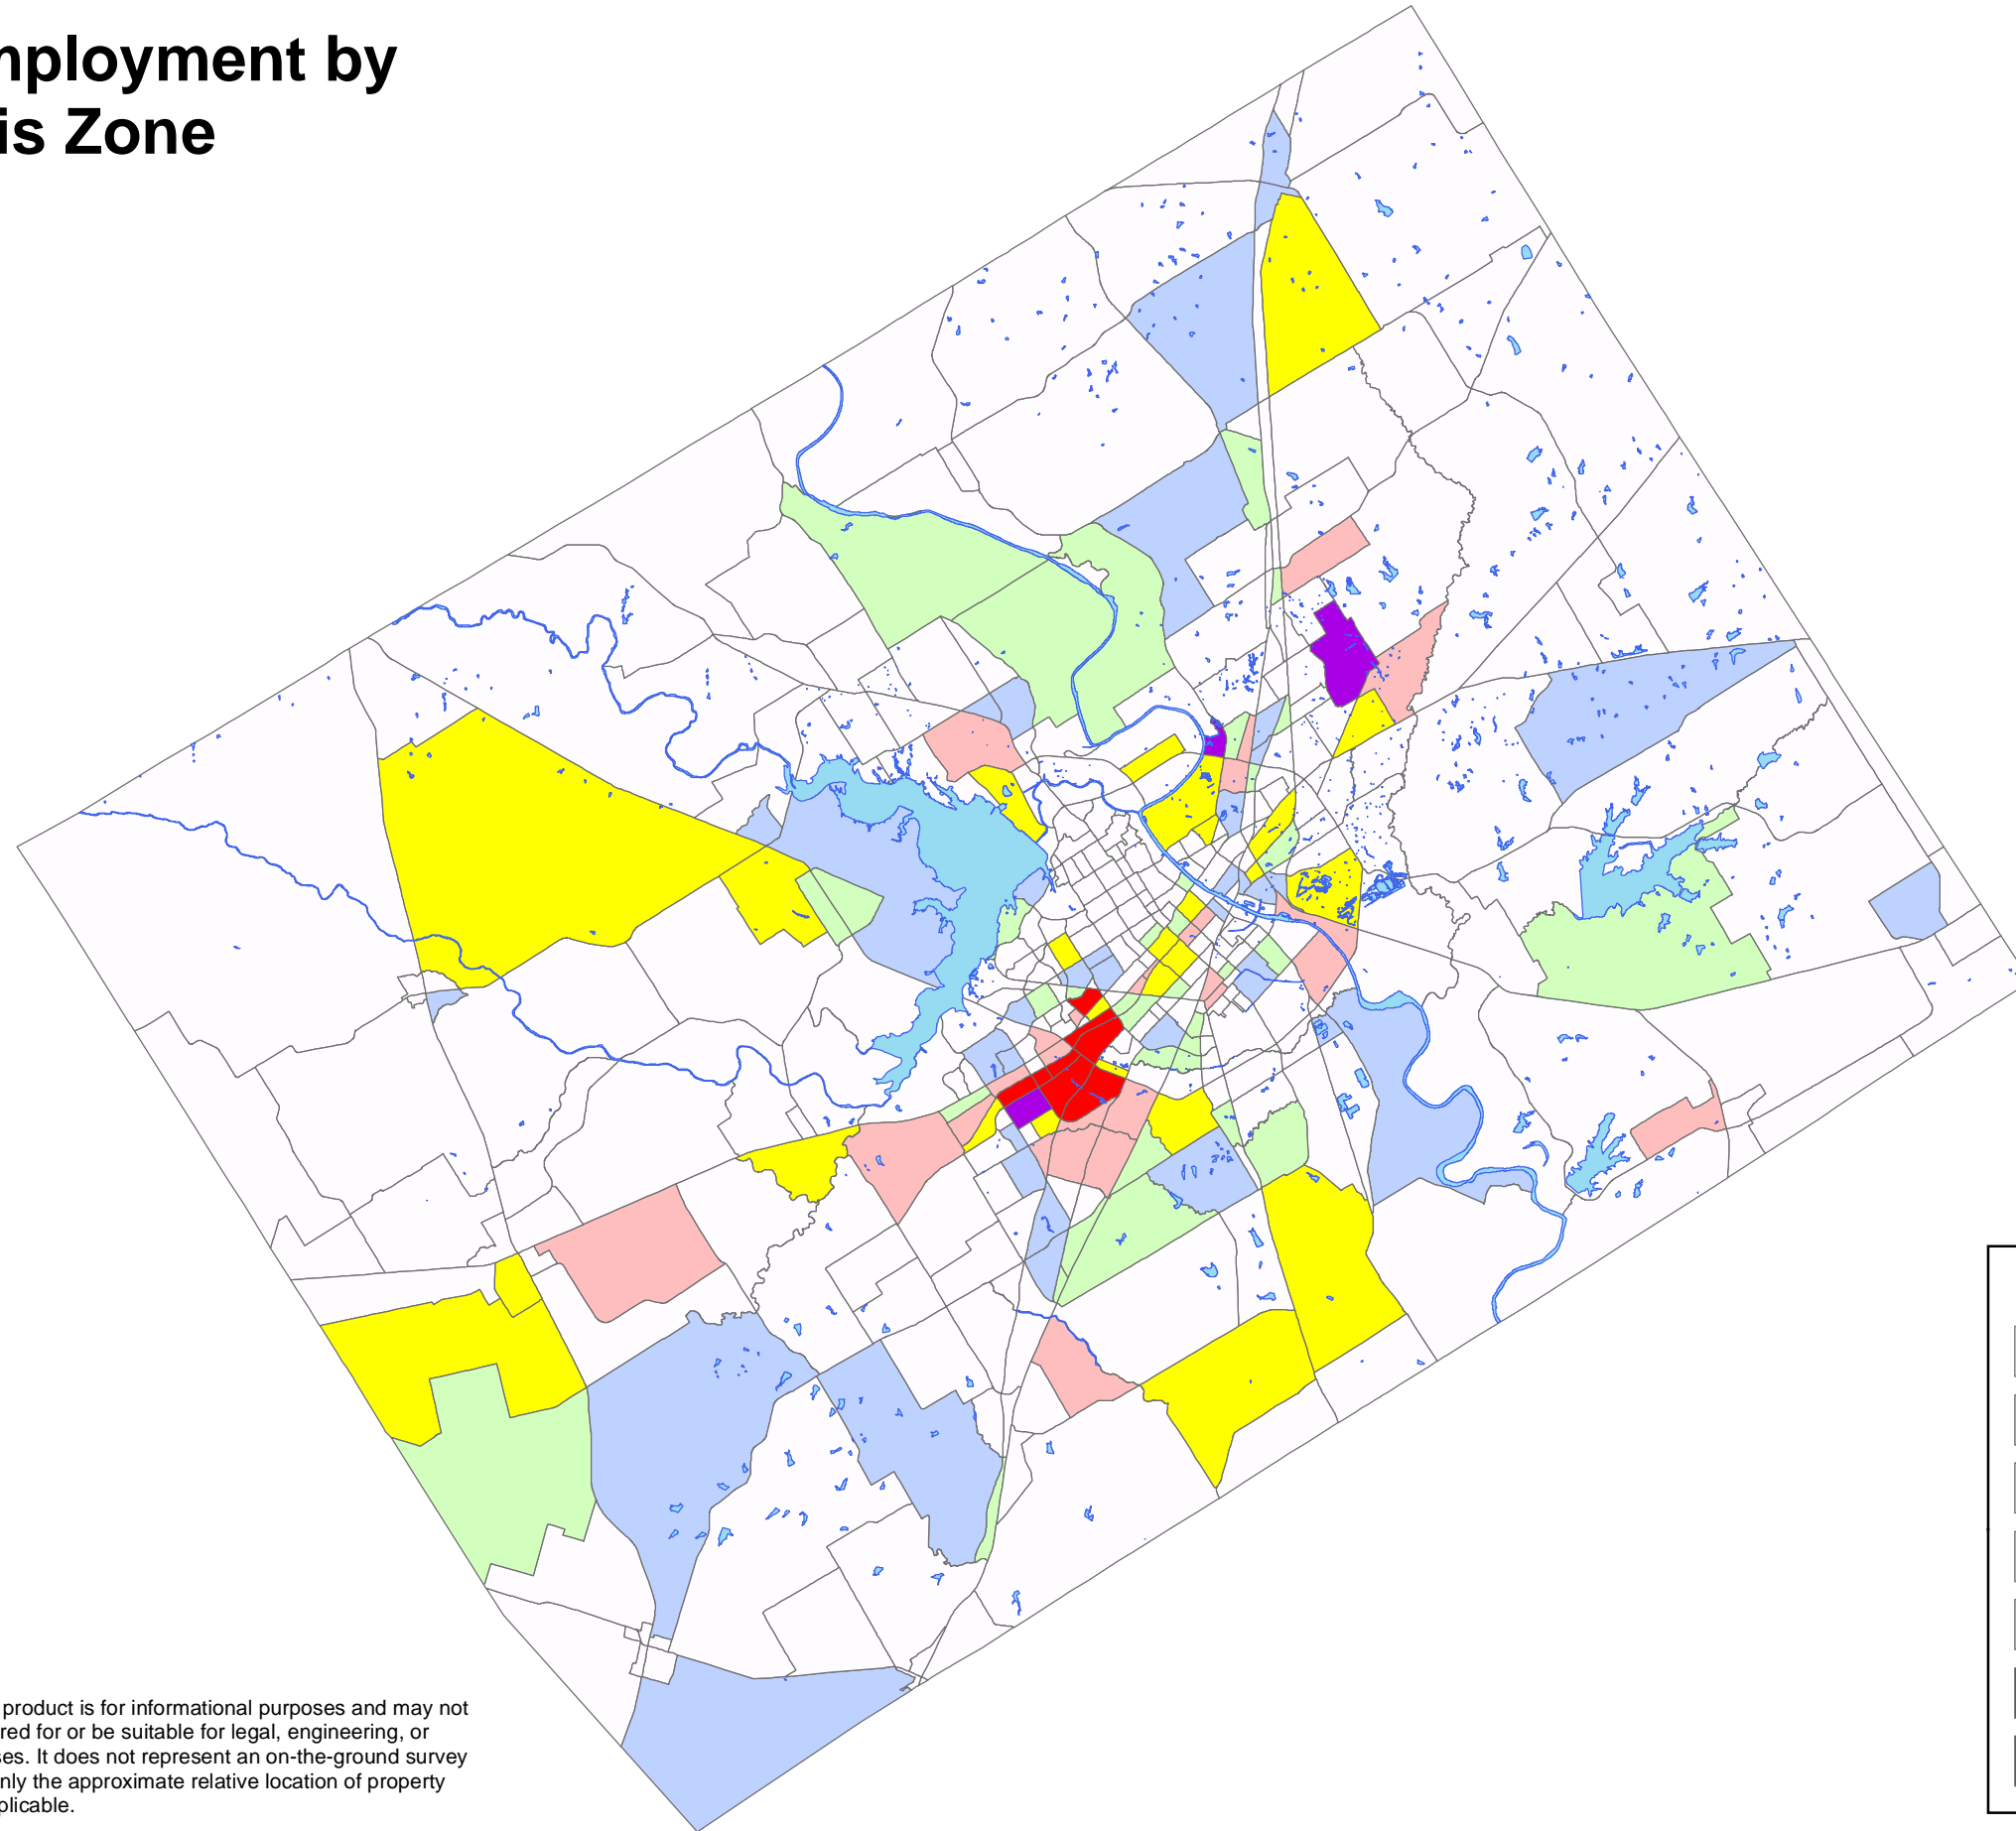 nployment by
is Zone
product is for informational purposes and may not
red for or be suitable for legal, engineering, or
ses. It does not represent an on-the-ground survey
nly the approximate relative location of property
plicable.